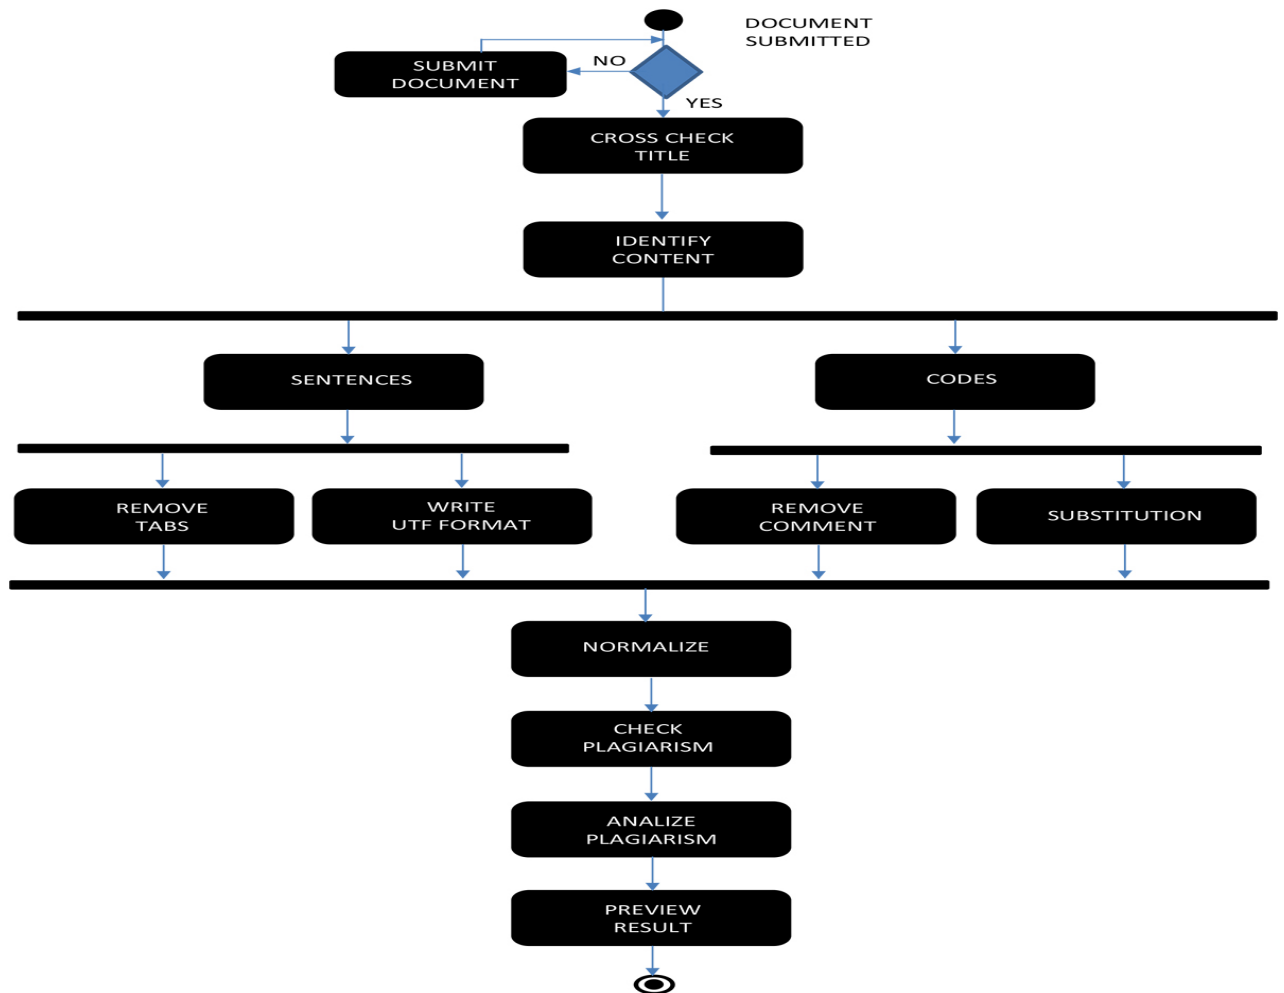 DOCUMENT
SUBMITTED
SUBMIT
DOCUMENT
NO
YES
CROSS CHECK
TITLE
IDENTIFY
CONTENT
SENTENCES
CODES
REMOVE
TABS
WRITE
UTF FORMAT
REMOVE
COMMENT
SUBSTITUTION
NORMALIZE
CHECK
PLAGIARISM
ANALIZE
PLAGIARISM
PREVIEW
RESULT